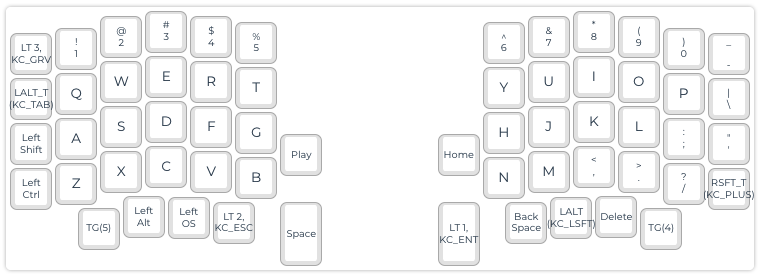 LT 3,
KC_GRV
!
1
@
2
#
3
$
4
%
5
^
6
&
7
*
8
(
9
)
0
_
-
LALT_T
(KC_TAB)
Q
W
E
R
T
Y
U
I
O
P
|
\
Left
Shift
A
S
D
F
G
Play
Home
H
J
K
L
:
;
"
'
Left
Ctrl
Z
X
C
V
B
N
M
<
,
>
.
?
/
RSFT_T
(KC_PLUS)
TG(5)
Left
Alt
Left
OS
LT 2,
KC_ESC
Space
LT 1,
KC_ENT
Back
Space
LALT
(KC_LSFT)
Delete
TG(4)